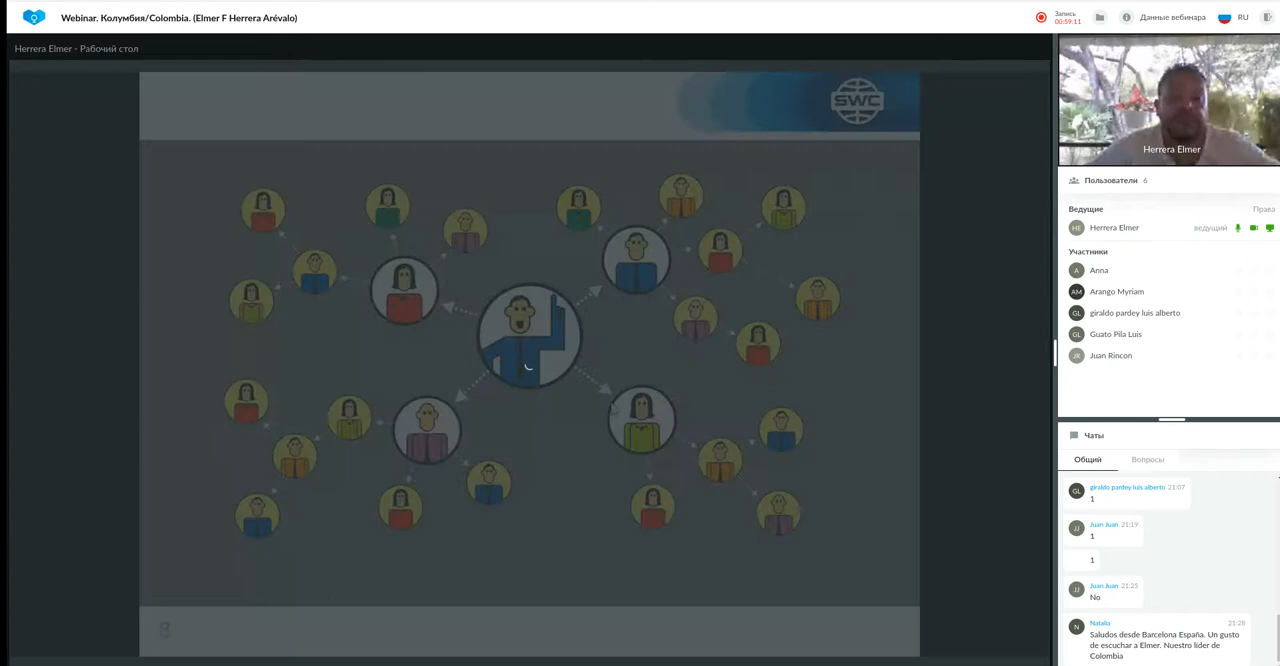 Webinar. Колумбия/Colombia. (Elmer F Herrera Arévalo)
Запись
00:59:11
Данные вебинара
RU
Herrera Elmer - Рабочий стол
SWC
Herrera Elmer
Пользователи 6
Ведущие
Права
HE Herrera Elmer ведущий
Участники
A Anna
AM Arango Myriam
GL giraldo pardey luis alberto
GL Guato Pila Luis
JR Juan Rincon
Чаты
Общий
Вопросы
GL giraldo pardey luis alberto 21:07
1
JJ Juan Juan 21:19
1
1
JJ Juan Juan 21:25
No
N Natalia 21:28
Saludos desde Barcelona España. Un gusto
de escuchar a Elmer. Nuestro líder de
Colombia